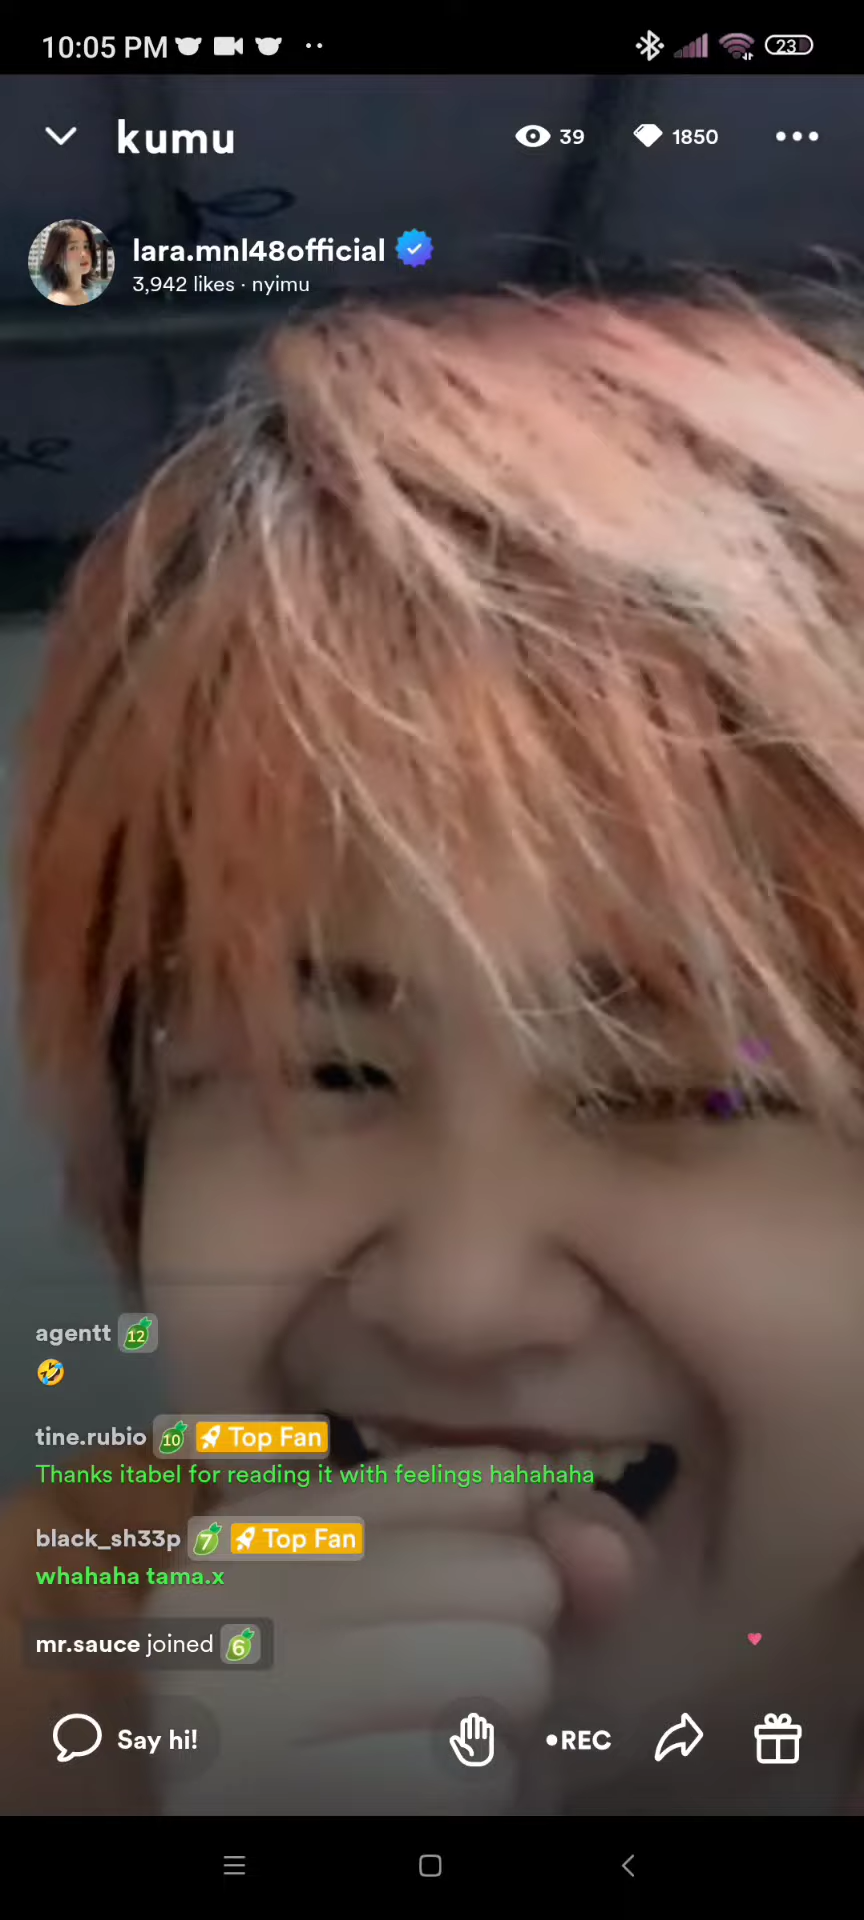 10:05 PM
23
kumu
39
1850
lara.mnl48official
3,942 likes · nyimu
agentt 12
🤣
tine.rubio 10 Top Fan
Thanks itabel for reading it with feelings hahahaha
black_sh33p 7 Top Fan
whahaha tama.x
mr.sauce joined 6
Say hi!
REC